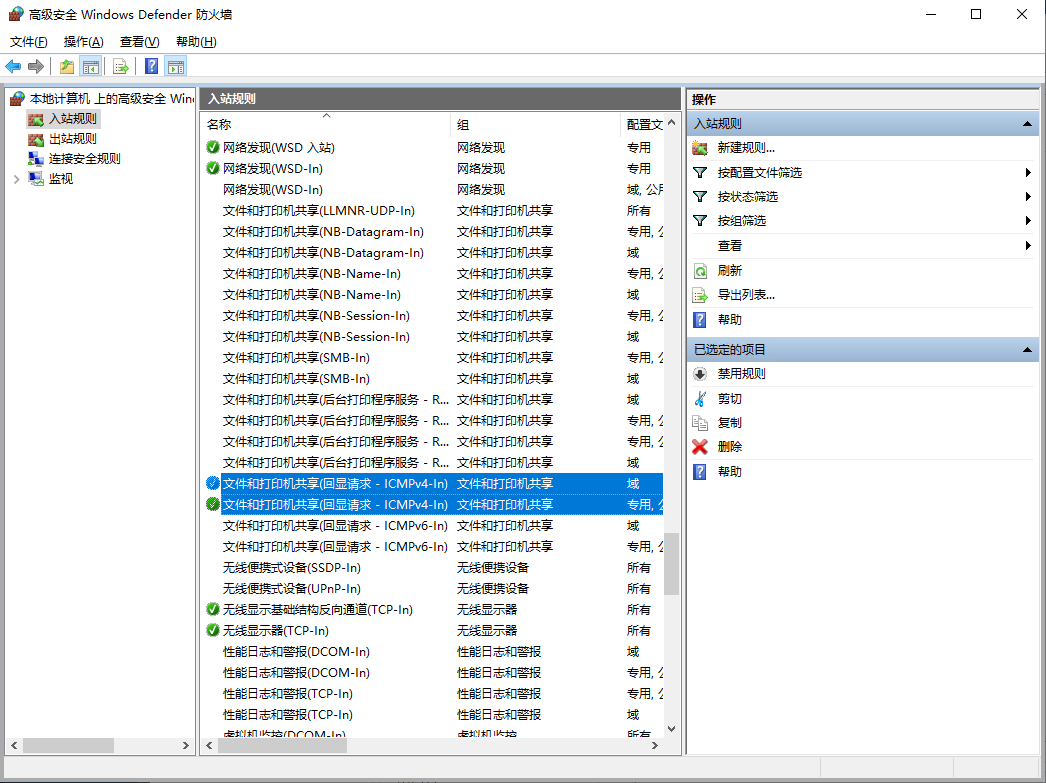 高级安全 Windows Defender 防火墙
文件(F) 操作(A) 查看(V) 帮助(H)
本地计算机 上的高级安全 Win
入站规则
出站规则
连接安全规则
监视
入站规则
名称 组 配置文
网络发现(WSD 入站) 网络发现 专用
网络发现(WSD-In) 网络发现 专用
网络发现(WSD-In) 网络发现 域, 公
文件和打印机共享(LLMNR-UDP-In) 文件和打印机共享 所有
文件和打印机共享(NB-Datagram-In) 文件和打印机共享 专用, 公
文件和打印机共享(NB-Datagram-In) 文件和打印机共享 域
文件和打印机共享(NB-Name-In) 文件和打印机共享 专用, 公
文件和打印机共享(NB-Name-In) 文件和打印机共享 域
文件和打印机共享(NB-Session-In) 文件和打印机共享 专用, 公
文件和打印机共享(NB-Session-In) 文件和打印机共享 域
文件和打印机共享(SMB-In) 文件和打印机共享 专用, 公
文件和打印机共享(SMB-In) 文件和打印机共享 域
文件和打印机共享(后台打印程序服务 - R... 文件和打印机共享 域
文件和打印机共享(后台打印程序服务 - R... 文件和打印机共享 专用, 公
文件和打印机共享(后台打印程序服务 - R... 文件和打印机共享 专用, 公
文件和打印机共享(后台打印程序服务 - R... 文件和打印机共享 域
文件和打印机共享(回显请求 - ICMPv4-In) 文件和打印机共享 域
文件和打印机共享(回显请求 - ICMPv4-In) 文件和打印机共享 专用, 公
文件和打印机共享(回显请求 - ICMPv6-In) 文件和打印机共享 域
文件和打印机共享(回显请求 - ICMPv6-In) 文件和打印机共享 专用, 公
无线便携式设备(SSDP-In) 无线便携设备 所有
无线便携式设备(UPnP-In) 无线便携设备 所有
无线显示基础结构反向通道(TCP-In) 无线显示器 所有
无线显示器(TCP-In) 无线显示器 所有
性能日志和警报(DCOM-In) 性能日志和警报 域
性能日志和警报(DCOM-In) 性能日志和警报 专用, 公
性能日志和警报(TCP-In) 性能日志和警报 专用, 公
性能日志和警报(TCP-In) 性能日志和警报 域
虚拟机监控(DCOM-In) 虚拟机监控 所有
操作
入站规则
新建规则...
按配置文件筛选
按状态筛选
按组筛选
查看
刷新
导出列表...
帮助
已选定的项目
禁用规则
剪切
复制
删除
帮助